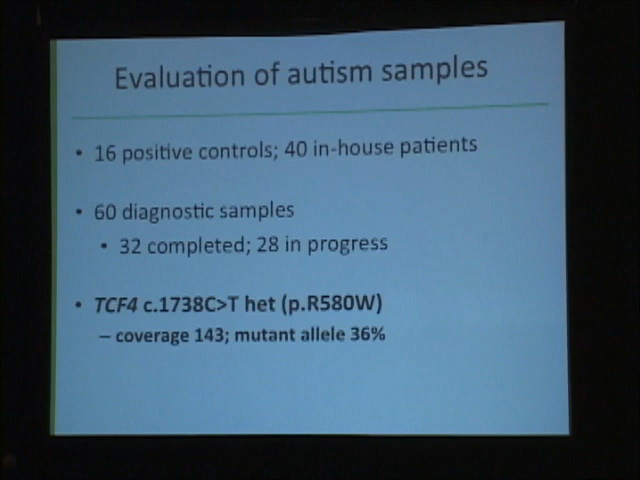 Evaluation of autism samples
• 16 positive controls; 40 in-house patients
• 60 diagnostic samples
• 32 completed; 28 in progress
• TCF4 c.1738C>T het (p.R580W)
– coverage 143; mutant allele 36%